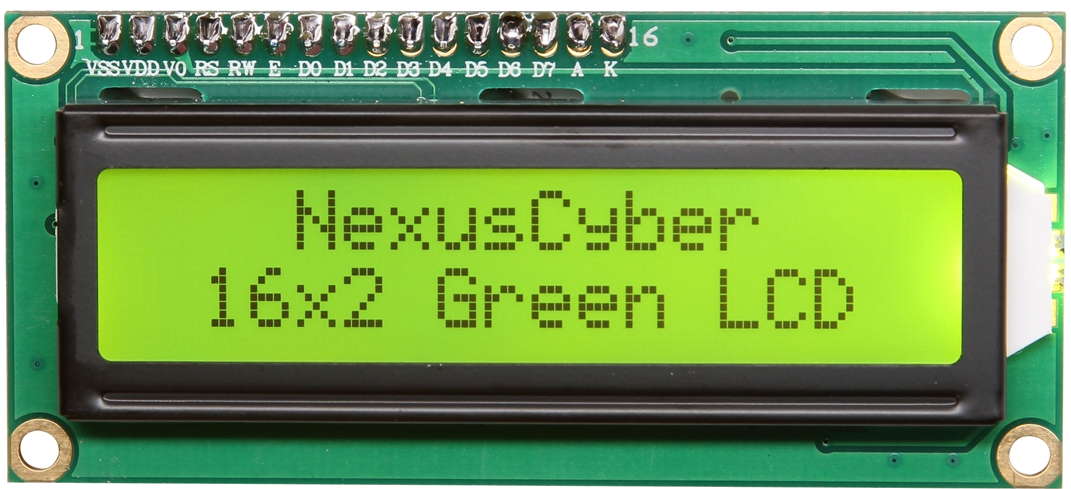 1 16
VSS VDD V0 RS RW E D0 D1 D2 D3 D4 D5 D6 D7 A K
NexusCyber
16x2 Green LCD